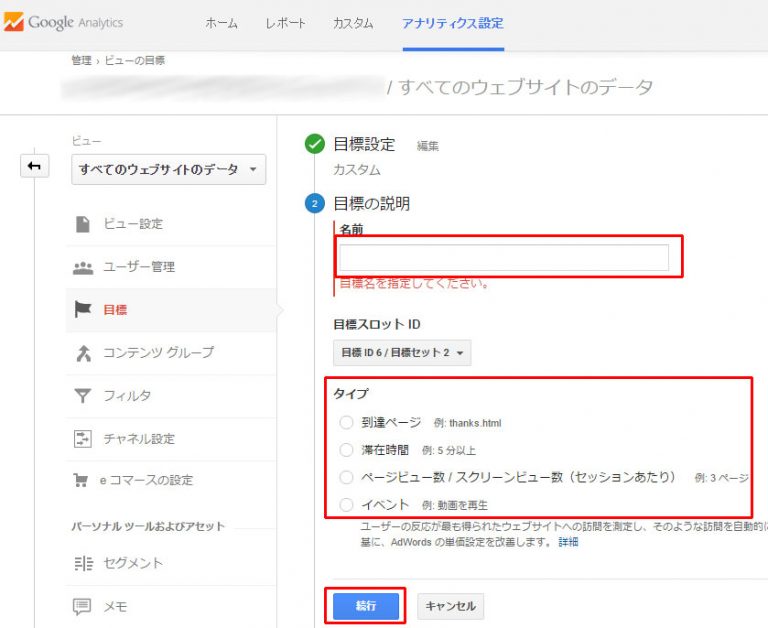 Google Analytics
ホーム
レポート
カスタム
アナリティクス設定
管理 › ビューの目標
/ すべてのウェブサイトのデータ
ビュー
すべてのウェブサイトのデータ
ビュー設定
ユーザー管理
目標
コンテンツ グループ
フィルタ
チャネル設定
e コマースの設定
パーソナル ツールおよびアセット
セグメント
メモ
目標設定 編集
カスタム
2 目標の説明
名前
目標名を指定してください。
目標スロット ID
目標 ID 6 / 目標セット 2
タイプ
到達ページ 例: thanks.html
滞在時間 例: 5 分以上
ページビュー数 / スクリーンビュー数（セッションあたり） 例: 3 ページ
イベント 例: 動画を再生
ユーザーの反応が最も得られたウェブサイトへの訪問を測定し、そのような訪問を自動的に
基に、AdWords の単価設定を改善します。 詳細
続行
キャンセル